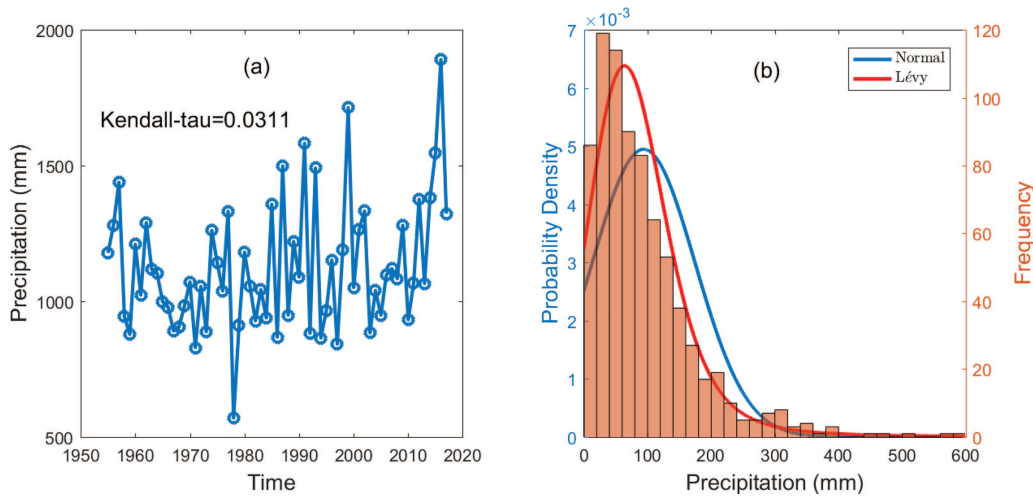 (a)
Kendall-tau=0.0311
Precipitation (mm)
2000
1500
1000
500
1950 1960 1970 1980 1990 2000 2010 2020
Time
×10⁻³
(b)
Normal
Lévy
Probability Density
7
6
5
4
3
2
1
0
Frequency
120
100
80
60
40
20
0
0 100 200 300 400 500 600
Precipitation (mm)